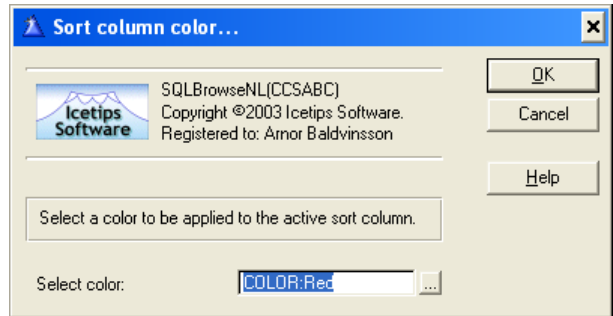 Sort column color...
OK
Icetips
Software
SQLBrowseNL(CCSABC)
Copyright ©2003 Icetips Software.
Registered to: Arnor Baldvinsson
Cancel
Help
Select a color to be applied to the active sort column.
Select color:
COLOR:Red
...